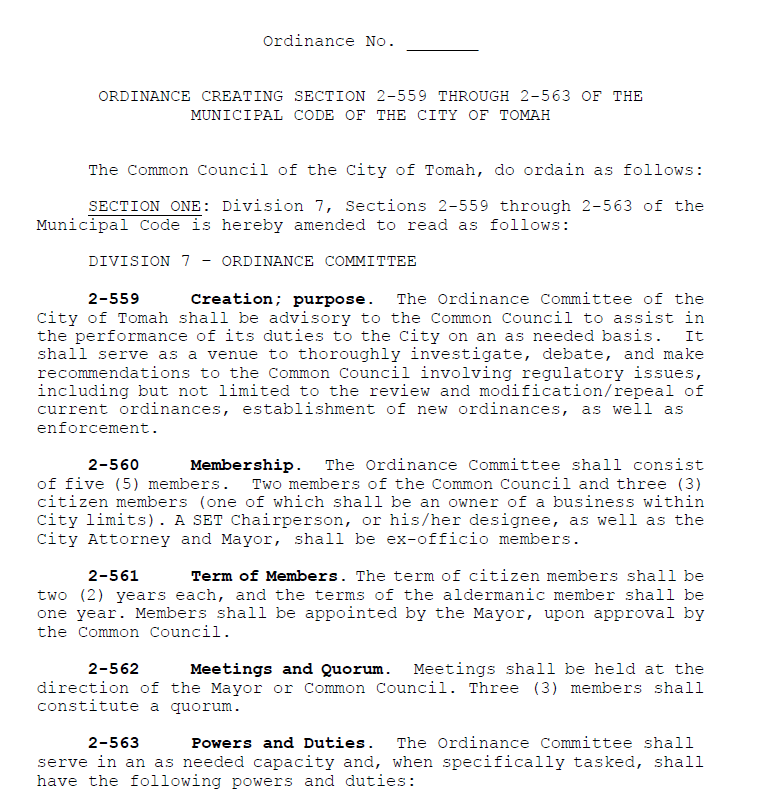 Ordinance No. _______
ORDINANCE CREATING SECTION 2-559 THROUGH 2-563 OF THE
MUNICIPAL CODE OF THE CITY OF TOMAH
The Common Council of the City of Tomah, do ordain as follows:
SECTION ONE: Division 7, Sections 2-559 through 2-563 of the
Municipal Code is hereby amended to read as follows:
DIVISION 7 – ORDINANCE COMMITTEE
2-559 Creation; purpose. The Ordinance Committee of the
City of Tomah shall be advisory to the Common Council to assist in
the performance of its duties to the City on an as needed basis. It
shall serve as a venue to thoroughly investigate, debate, and make
recommendations to the Common Council involving regulatory issues,
including but not limited to the review and modification/repeal of
current ordinances, establishment of new ordinances, as well as
enforcement.
2-560 Membership. The Ordinance Committee shall consist
of five (5) members. Two members of the Common Council and three (3)
citizen members (one of which shall be an owner of a business within
City limits). A SET Chairperson, or his/her designee, as well as the
City Attorney and Mayor, shall be ex-officio members.
2-561 Term of Members. The term of citizen members shall be
two (2) years each, and the terms of the aldermanic member shall be
one year. Members shall be appointed by the Mayor, upon approval by
the Common Council.
2-562 Meetings and Quorum. Meetings shall be held at the
direction of the Mayor or Common Council. Three (3) members shall
constitute a quorum.
2-563 Powers and Duties. The Ordinance Committee shall
serve in an as needed capacity and, when specifically tasked, shall
have the following powers and duties: